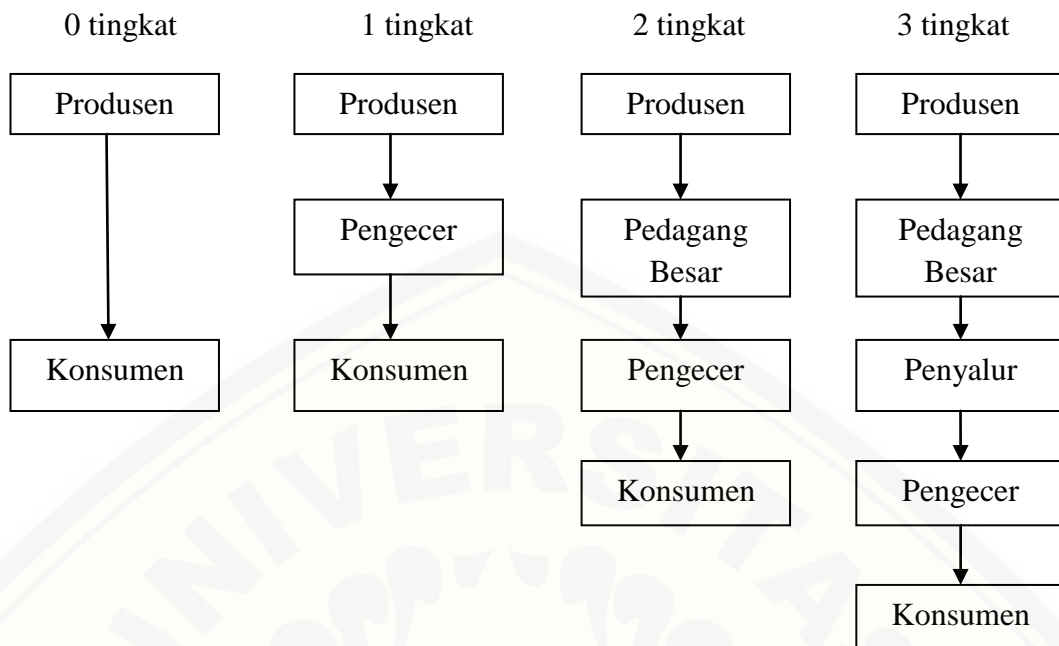 0 tingkat
1 tingkat
2 tingkat
3 tingkat
Produsen
Produsen
Produsen
Produsen
Pengecer
Pedagang
Besar
Pedagang
Besar
Konsumen
Konsumen
Pengecer
Penyalur
Konsumen
Pengecer
Konsumen
UNIVERSITAS